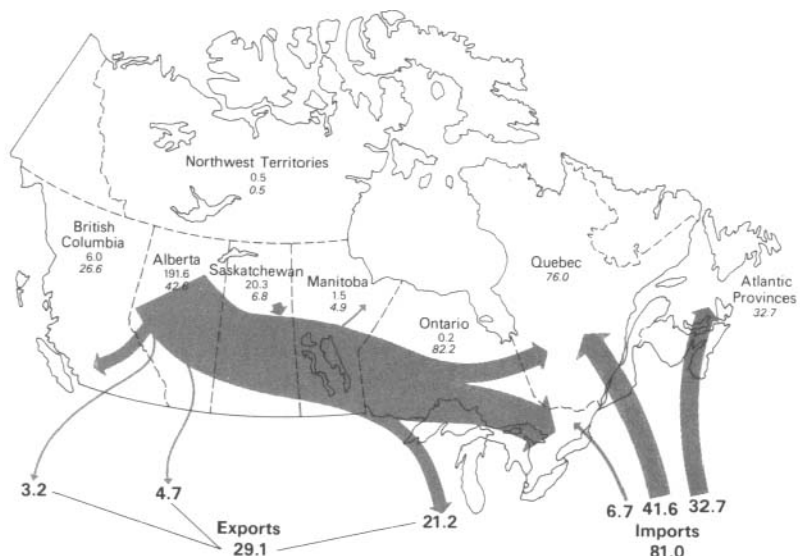 Northwest Territories
0.5
0.5
British
Columbia
6.0
26.6
Alberta
191.6
42.6
Saskatchewan
20.3
6.8
Manitoba
1.5
4.9
Ontario
0.2
82.2
Quebec
76.0
Atlantic
Provinces
32.7
3.2
4.7
21.2
Exports
29.1
6.7
41.6
32.7
Imports
81.0